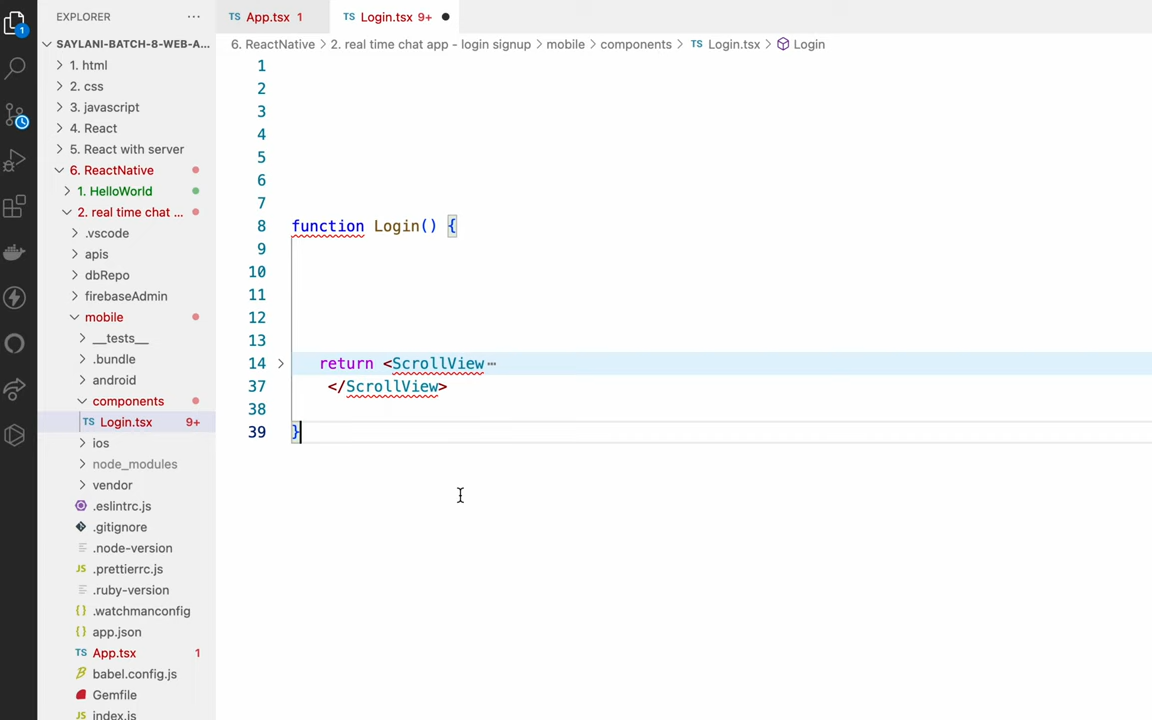 EXPLORER
SAYLANI-BATCH-8-WEB-A...
1. html
2. css
3. javascript
4. React
5. React with server
6. ReactNative
1. HelloWorld
2. real time chat ...
.vscode
apis
dbRepo
firebaseAdmin
mobile
__tests__
.bundle
android
components
TS Login.tsx 9+
ios
node_modules
vendor
.eslintrc.js
.gitignore
.node-version
JS .prettierrc.js
.ruby-version
{} .watchmanconfig
{} app.json
TS App.tsx 1
babel.config.js
Gemfile
JS index.js
1
TS App.tsx 1
TS Login.tsx 9+
6. ReactNative > 2. real time chat app - login signup > mobile > components > TS Login.tsx > Login
1
2
3
4
5
6
7
8 function Login() {
9
10
11
12
13
14 return <ScrollView ⋯
37 </ScrollView>
38
39 }